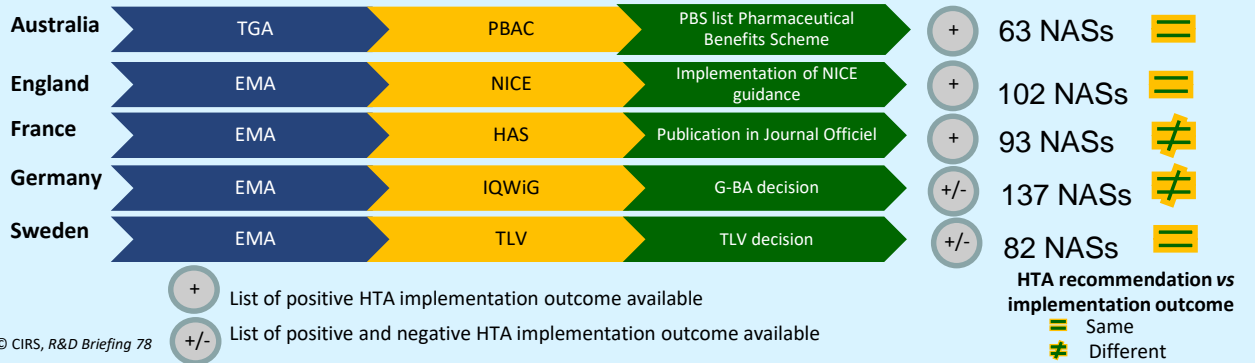 Australia TGA PBAC PBS list Pharmaceutical
Benefits Scheme + 63 NASs =
England EMA NICE Implementation of NICE
guidance + 102 NASs =
France EMA HAS Publication in Journal Officiel + 93 NASs ≠
Germany EMA IQWiG G-BA decision +/- 137 NASs ≠
Sweden EMA TLV TLV decision +/- 82 NASs =
+ List of positive HTA implementation outcome available
+/- List of positive and negative HTA implementation outcome available
HTA recommendation vs
implementation outcome
= Same
≠ Different
© CIRS, R&D Briefing 78